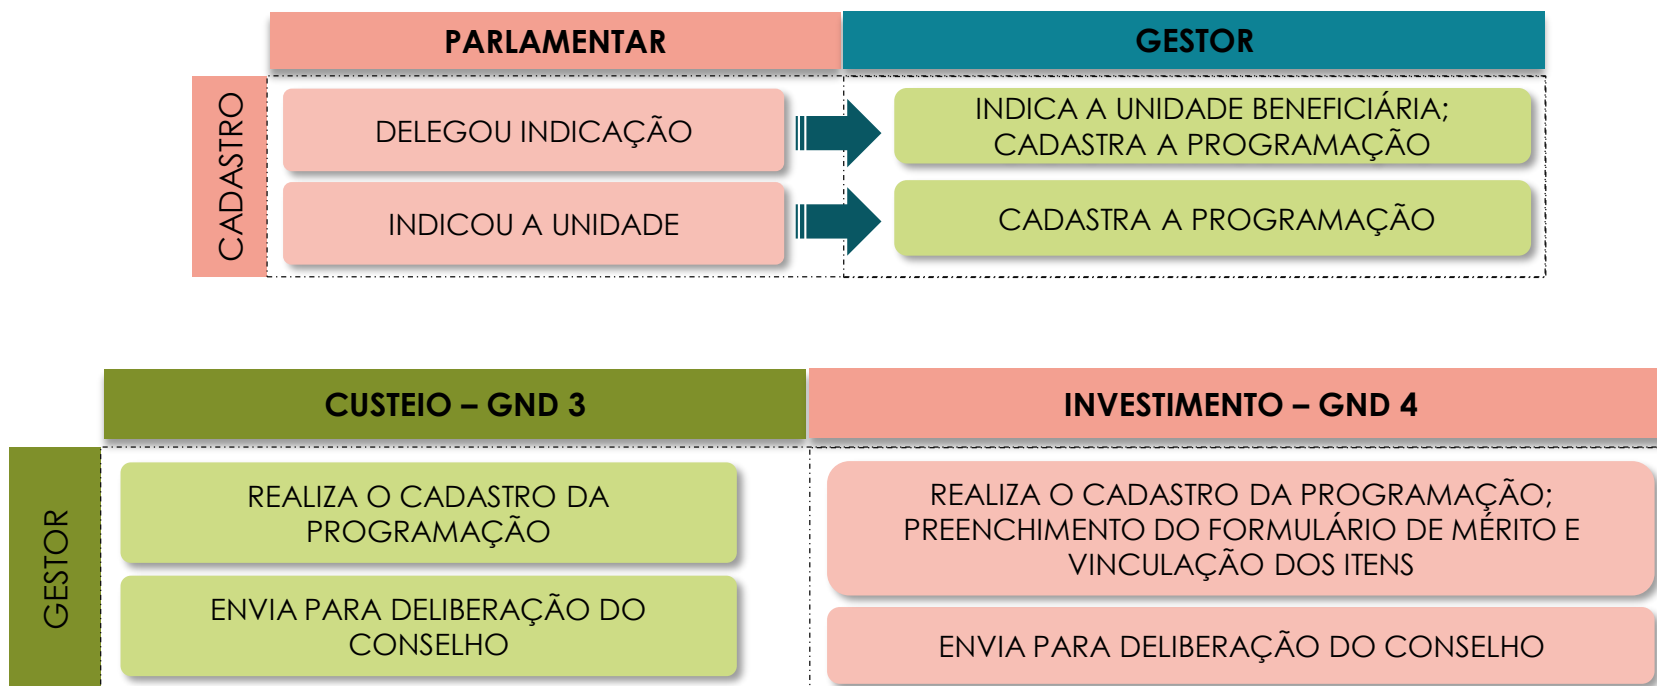 PARLAMENTAR
GESTOR
CADASTRO
DELEGOU INDICAÇÃO
INDICA A UNIDADE BENEFICIÁRIA;
CADASTRA A PROGRAMAÇÃO
INDICOU A UNIDADE
CADASTRA A PROGRAMAÇÃO
CUSTEIO – GND 3
INVESTIMENTO – GND 4
GESTOR
REALIZA O CADASTRO DA
PROGRAMAÇÃO
REALIZA O CADASTRO DA PROGRAMAÇÃO;
PREENCHIMENTO DO FORMULÁRIO DE MÉRITO E
VINCULAÇÃO DOS ITENS
ENVIA PARA DELIBERAÇÃO DO
CONSELHO
ENVIA PARA DELIBERAÇÃO DO CONSELHO